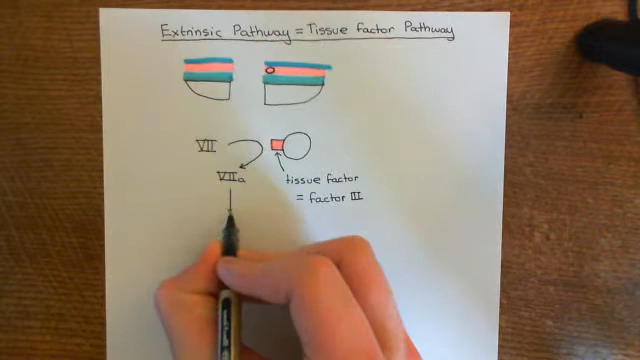 Extrinsic Pathway = Tissue factor Pathway
VII
VIIa
tissue factor
= factor III